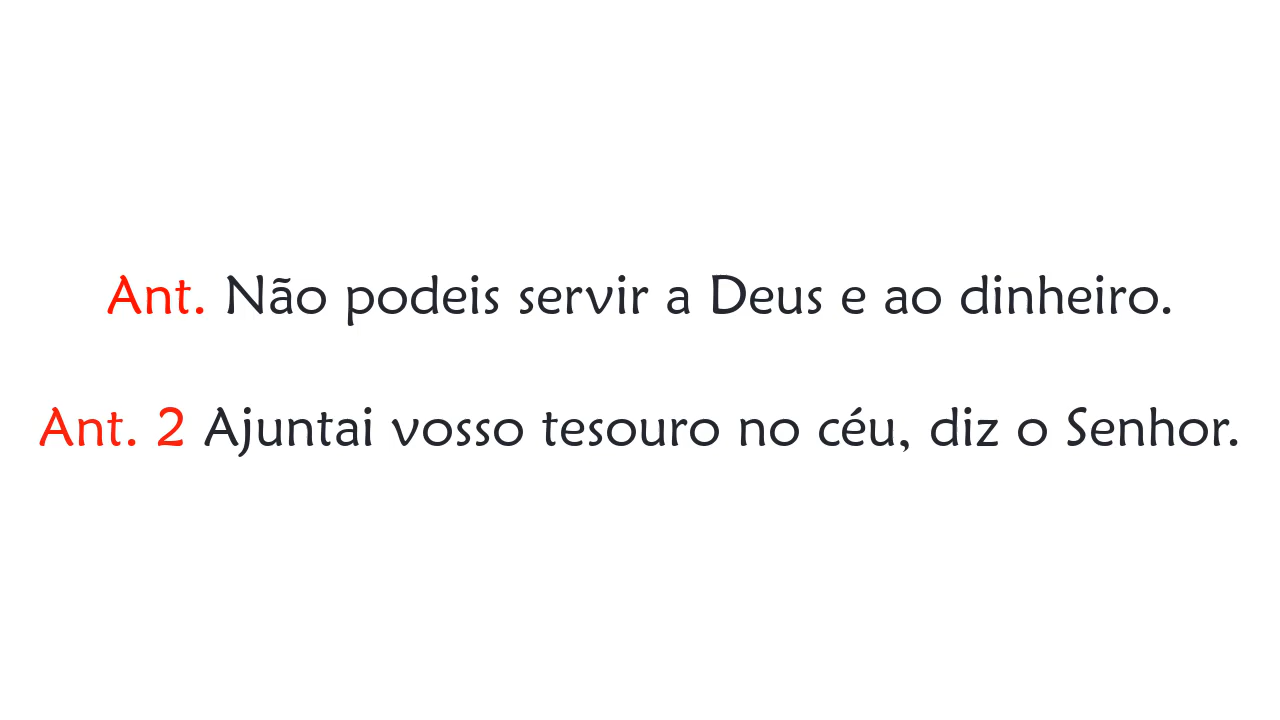 Ant. Não podeis servir a Deus e ao dinheiro.
Ant. 2 Ajuntai vosso tesouro no céu, diz o Senhor.